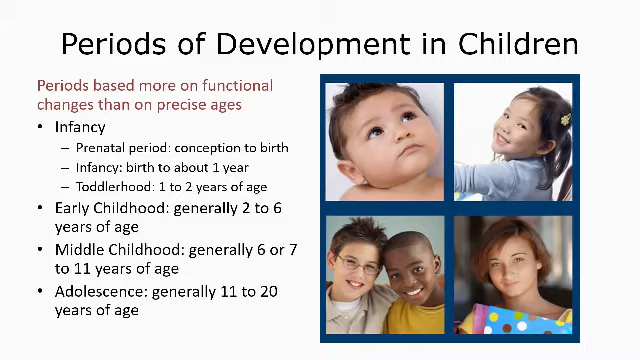 Periods of Development in Children
Periods based more on functional
changes than on precise ages
• Infancy
– Prenatal period: conception to birth
– Infancy: birth to about 1 year
– Toddlerhood: 1 to 2 years of age
• Early Childhood: generally 2 to 6
years of age
• Middle Childhood: generally 6 or 7
to 11 years of age
• Adolescence: generally 11 to 20
years of age